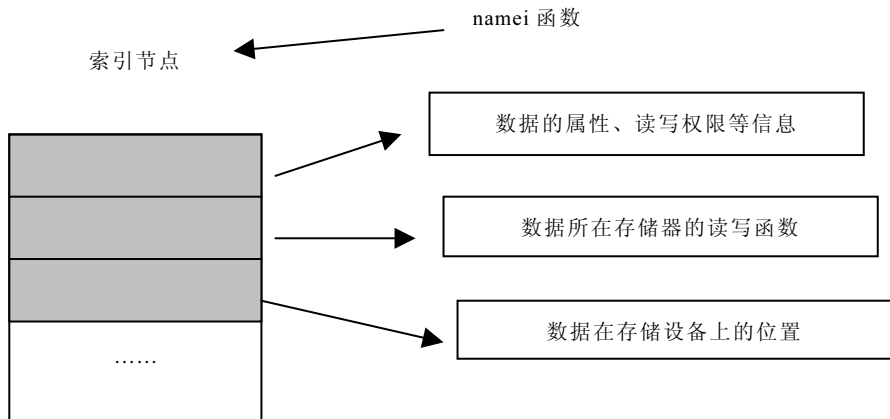 namei 函数
索引节点
数据的属性、读写权限等信息
数据所在存储器的读写函数
数据在存储设备上的位置
……